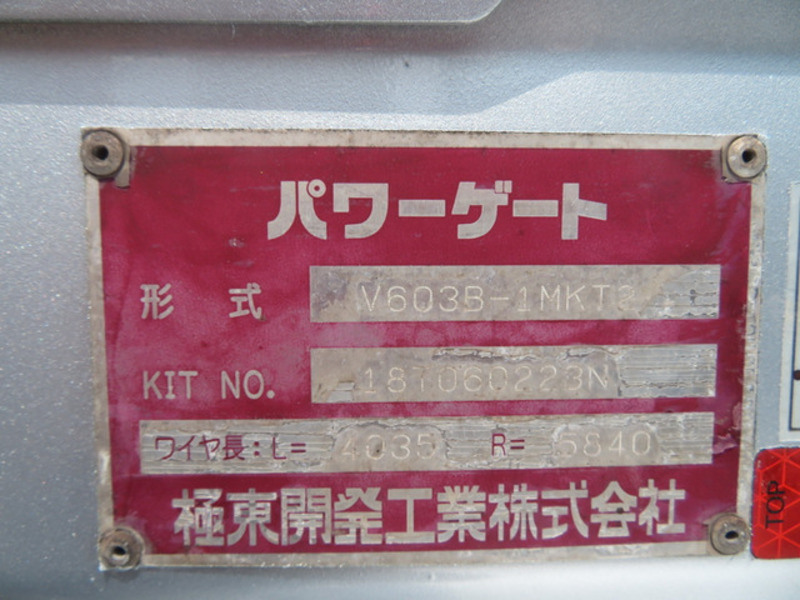 パワーゲート
形 式 V603B-1MKT2
KIT NO. 187060223N
ワイヤ長:L= 4035 R= 5840
極東開発工業株式会社
TOP